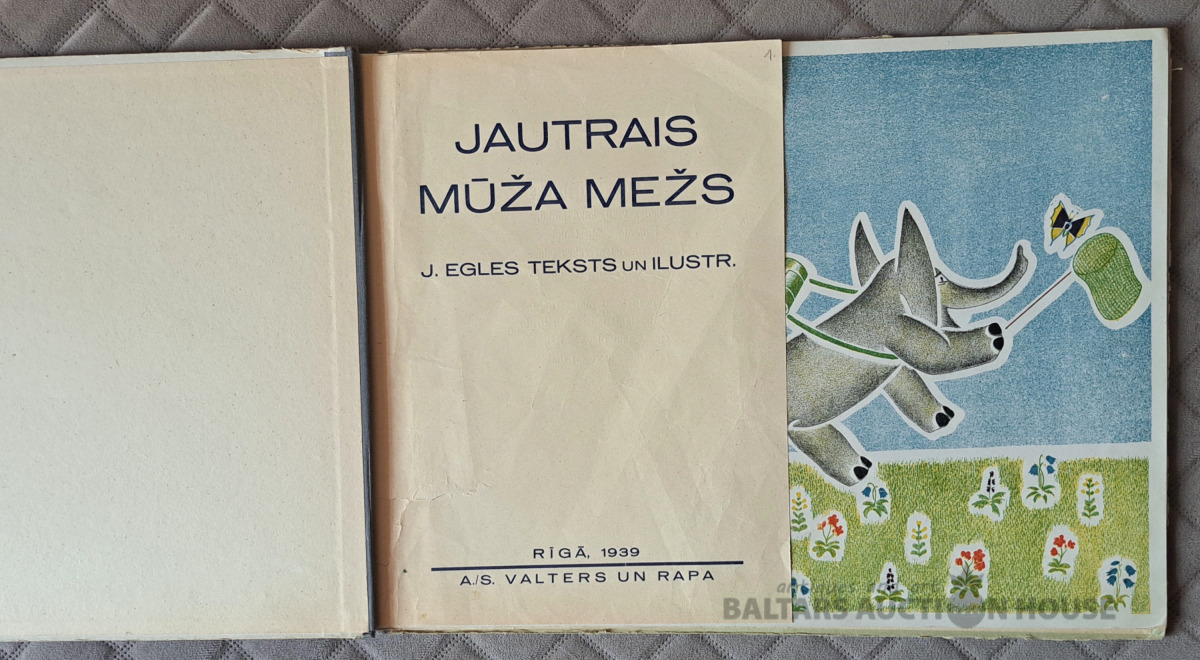 1.
JAUTRAIS
MŪŽA MEŽS
J. EGLES TEKSTS UN ILUSTR.
RĪGĀ, 1939
A./S. VALTERS UN RAPA
BALTARS AUCTION HOUSE